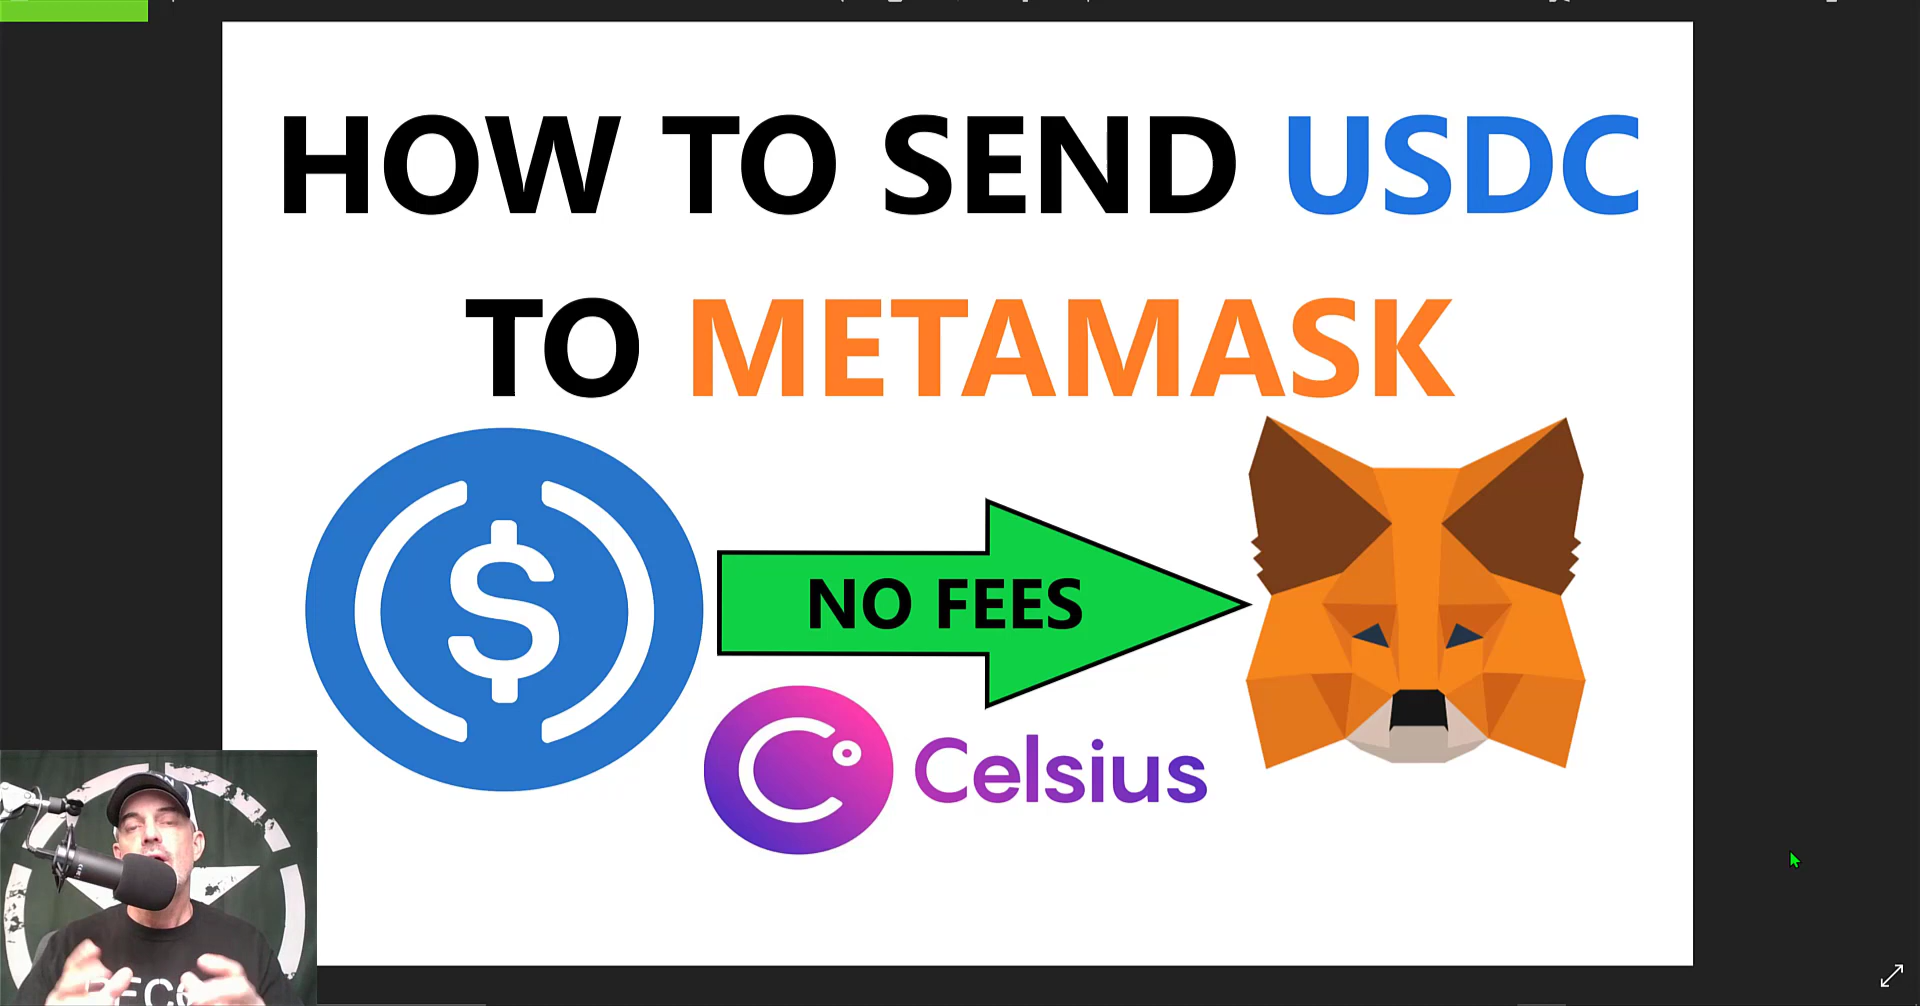 HOW TO SEND USDC
TO METAMASK
$
NO FEES
Celsius